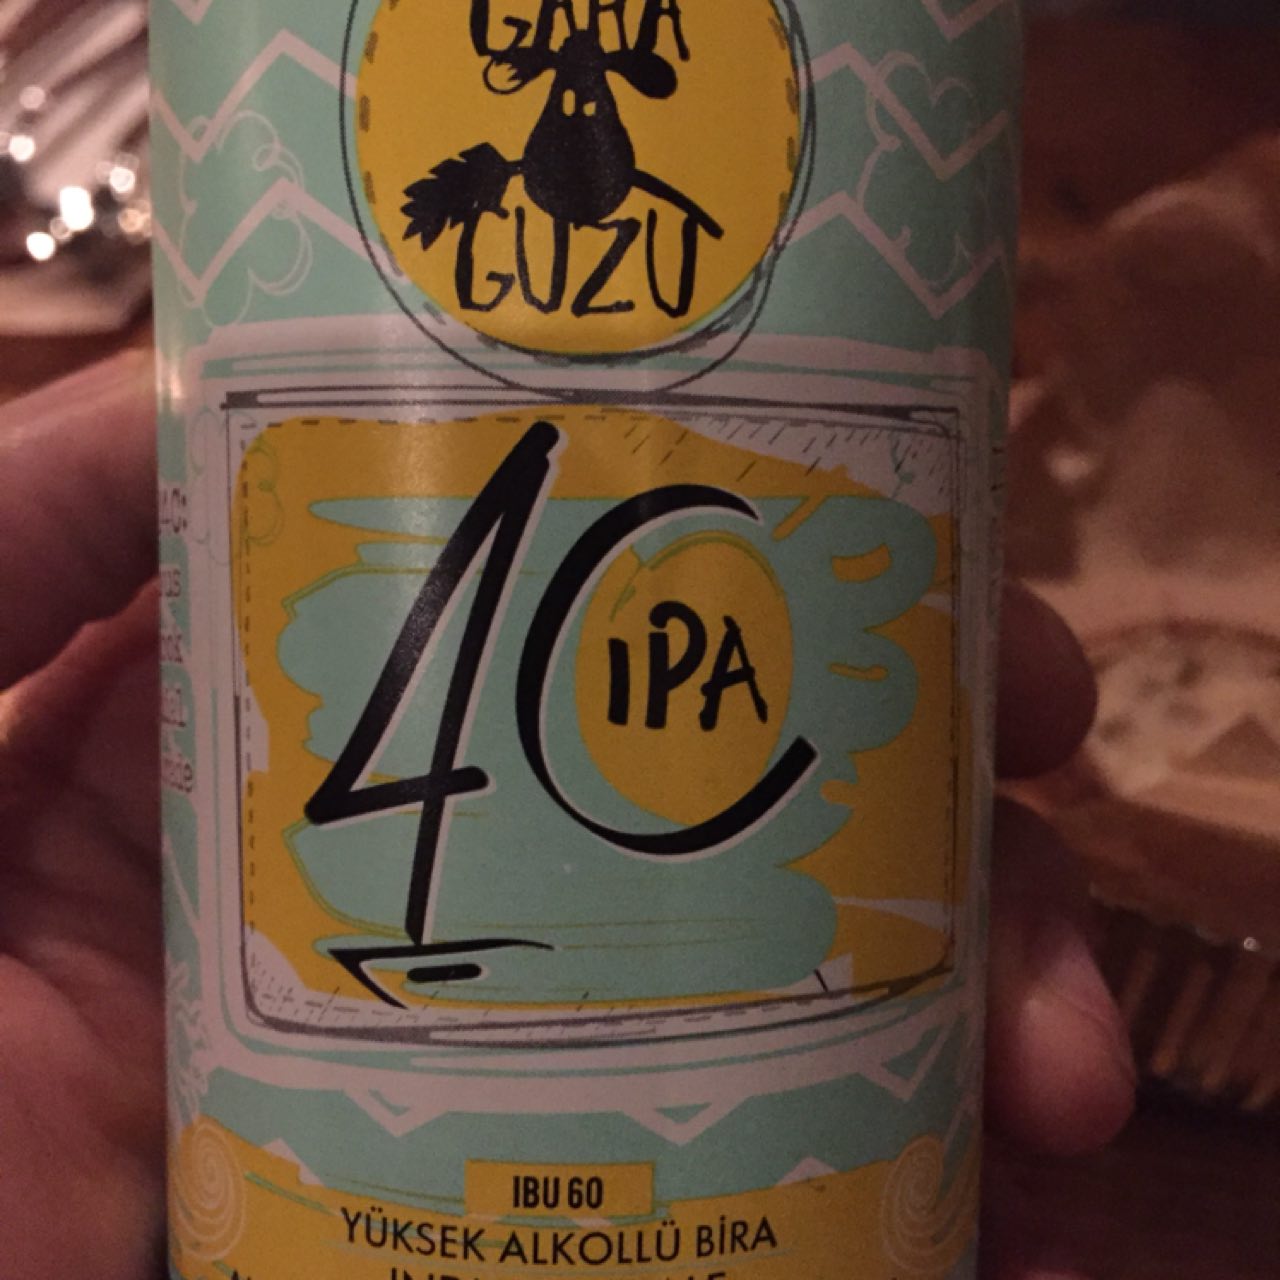 GARA
GUZU
4C
IPA
IBU 60
YÜKSEK ALKOLLÜ BİRA